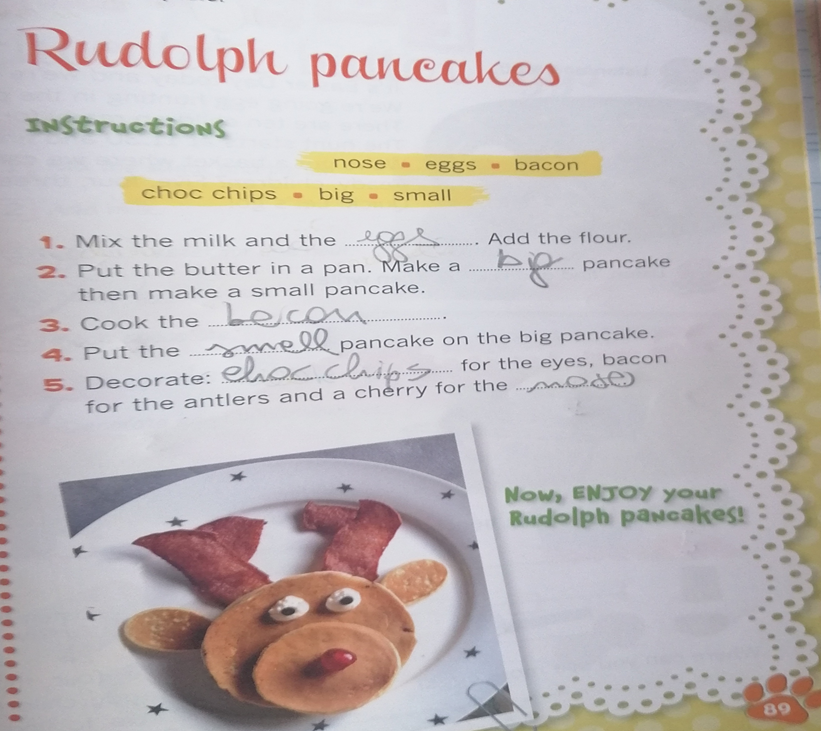 Rudolph pancakes
INStructioNS
nose • eggs • bacon
choc chips • big • small
1. Mix the milk and the eggs. Add the flour.
2. Put the butter in a pan. Make a big pancake
then make a small pancake.
3. Cook the becon.
4. Put the smell pancake on the big pancake.
5. Decorate: choc chips for the eyes, bacon
for the antlers and a cherry for the nose
Now, ENJOY your
Rudolph paNcakeS!
89